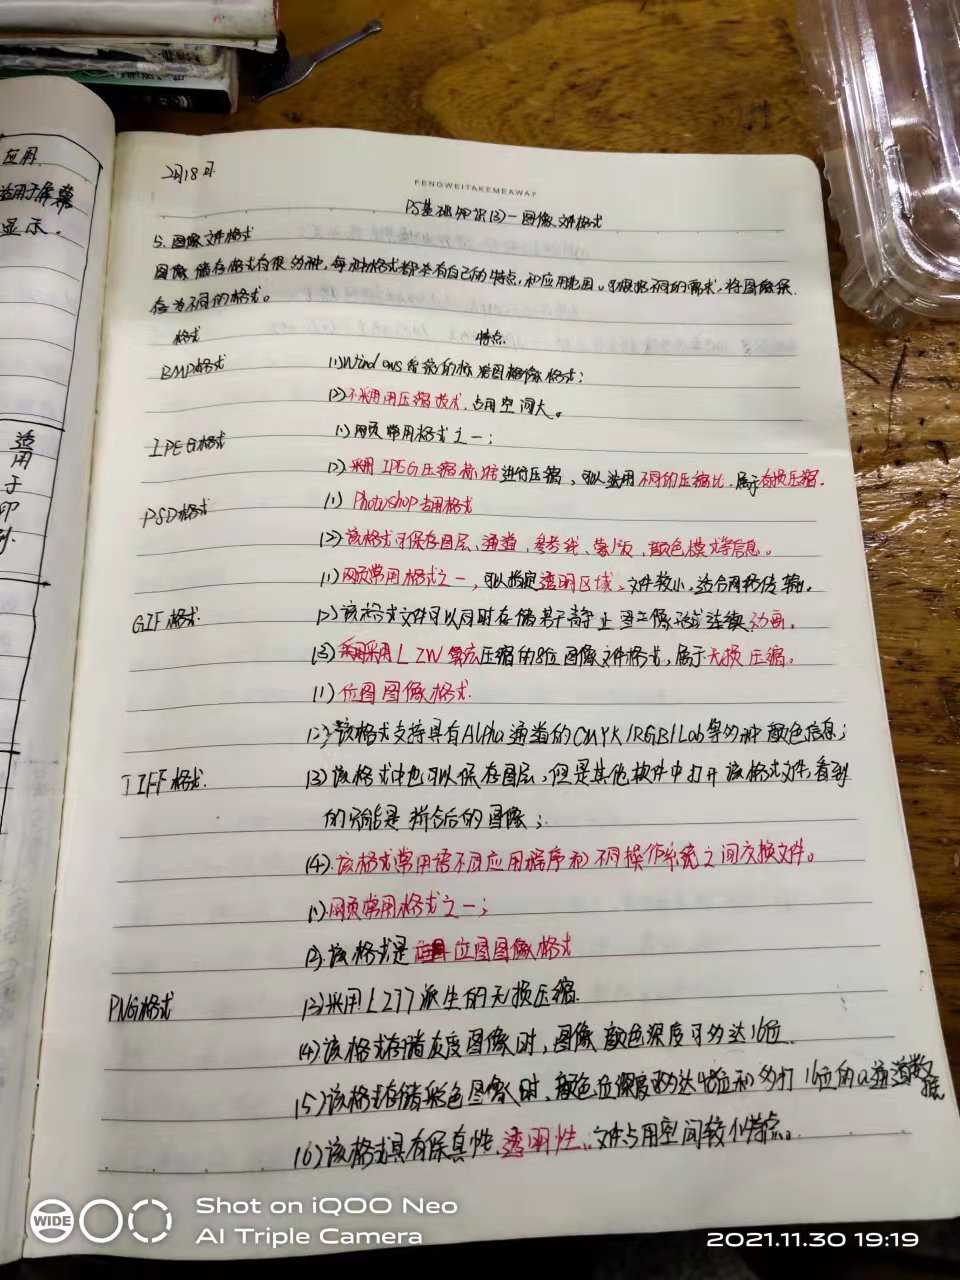 应用
适用于屏幕
显示。
适
用
于
印
2月18日
FENGWEITAKEMEAWAY
PS基础知识(3)—图像文件格式
5.图像文件格式
图像储存格式有很多种,每种格式都本有自己的特点,和应用范围。可根据不同的需求,将图像保
存为不同的格式。
格式 特点
BMP格式 (1)Windows系统的标准图像格式;
(2)不采用压缩技术,占用空间大。
JPEG格式 (1)网页常用格式之一;
(2)采用JPEG压缩标准进行压缩,可以选用不同的压缩比,属于有损压缩。
PSD格式 (1)Photoshop专用格式
(2)该格式可保存图层、通道、参考线、蒙版、颜色模式等信息。
GIF格式 (1)网页常用格式之一,可以指定透明区域,文件较小,适合网络传输。
(2)该格式文件可以同时存储若干静止图像形成连续动画。
(3)采用LZW算法压缩的8位图像文件格式,属于无损压缩。
(1)位图图像格式.
(2)该格式支持具有Alpha通道的CMYK/RGB/Lab等多种颜色信息;
TIFF格式. (3)该格式中也可以保存图层,但是其他软件中打开该格式文件,看到
的只能是拼合后的图像;
(4).该格式常用语不同应用程序和不同操作系统之间交换文件。
(1).网页常用格式之一;
(2).该格式是位图图像格式
PNG格式 (3)采用LZ77派生的无损压缩.
(4)该格式存储灰度图像时,图像颜色深度可多达16位.
(5)该格式存储彩色图像时,颜色位深度可多达48位和多打16位的α通道数
据
(6)该格式具有保真性、透明性、文件占用空间较小特点。
WIDE
Shot on iQOO Neo
AI Triple Camera
2021.11.30 19:19